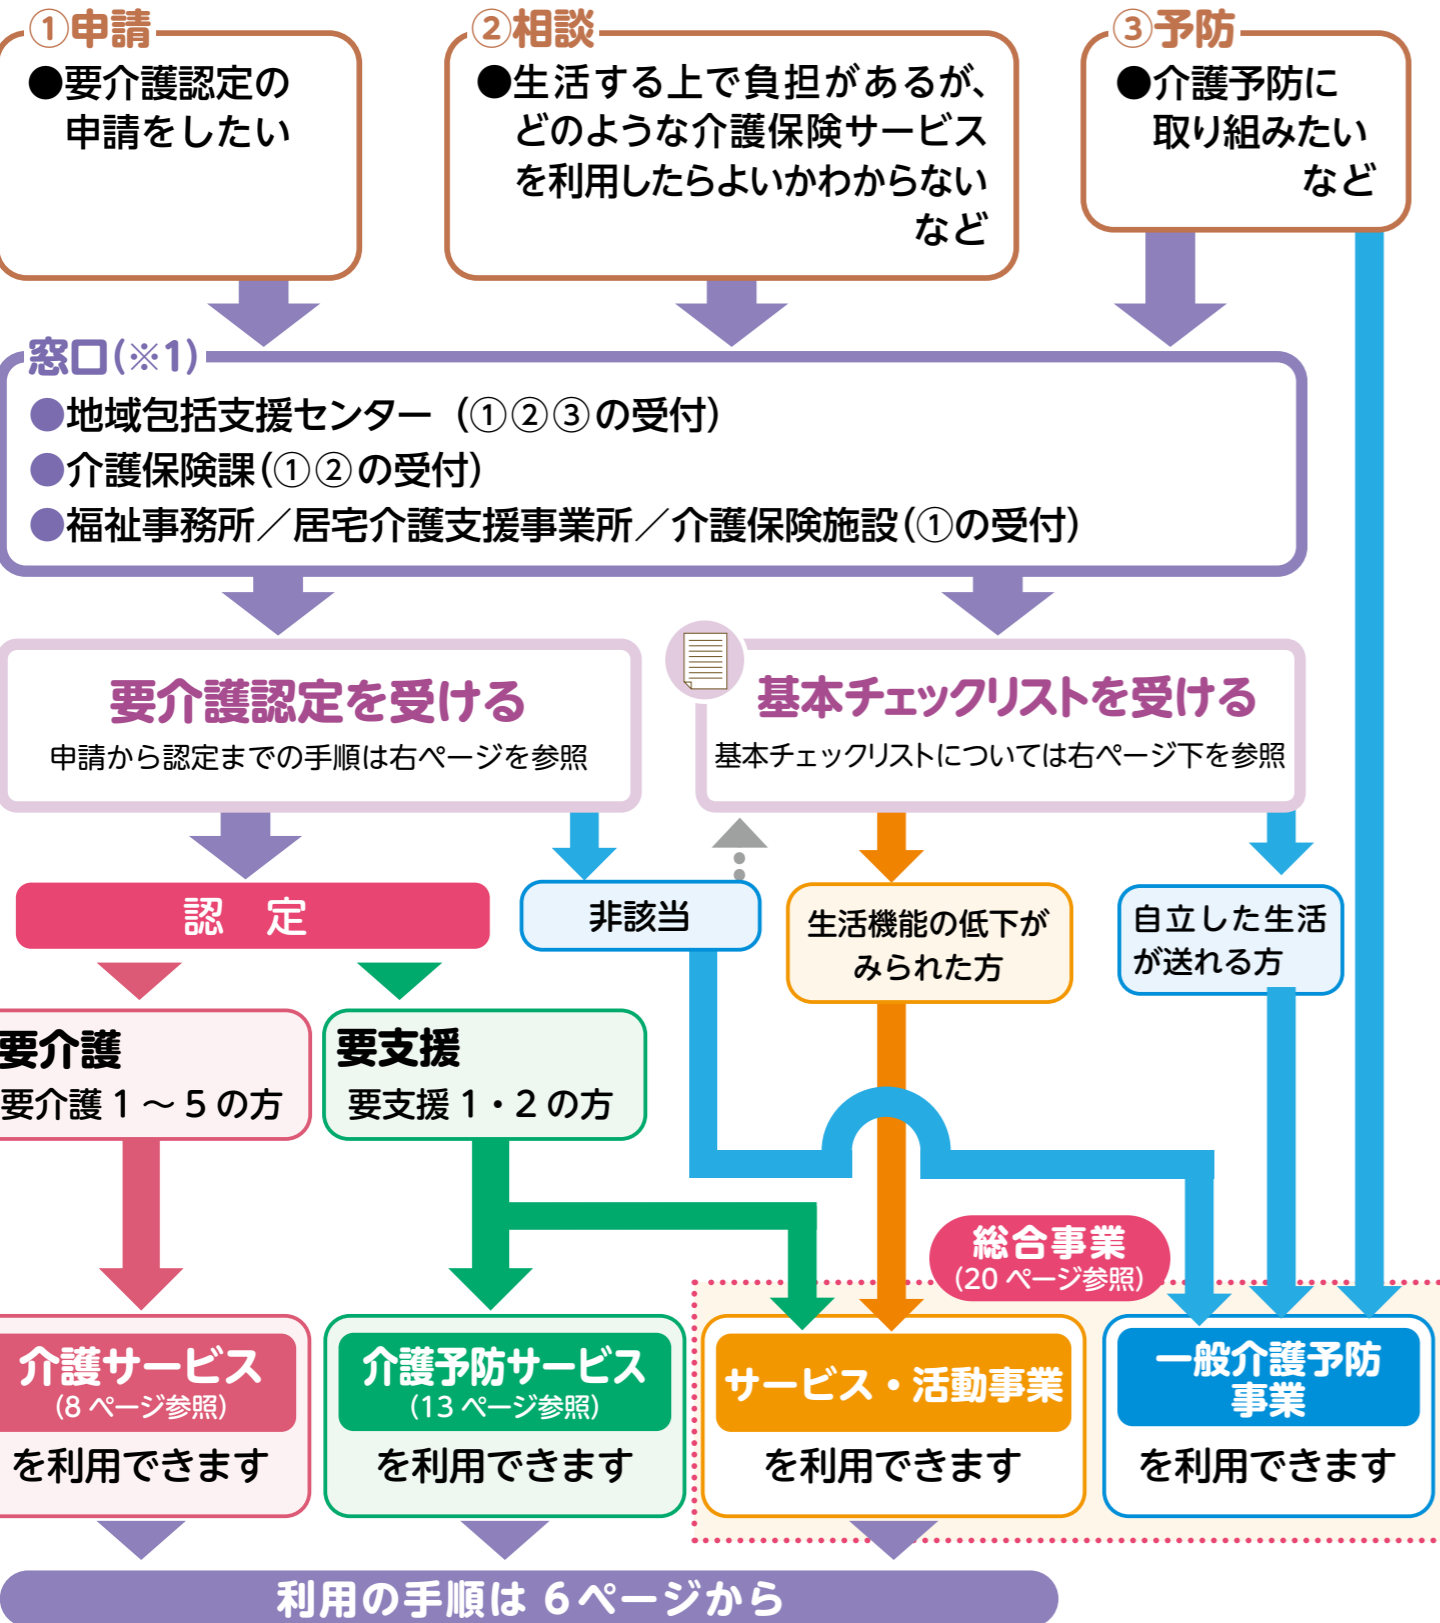 ①申請
●要介護認定の
申請をしたい
②相談
●生活する上で負担があるが、
どのような介護保険サービス
を利用したらよいかわからない
など
③予防
●介護予防に
取り組みたい
など
窓口(※1)
●地域包括支援センター（①②③の受付）
●介護保険課(①②の受付)
●福祉事務所／居宅介護支援事業所／介護保険施設(①の受付)
要介護認定を受ける
申請から認定までの手順は右ページを参照
基本チェックリストを受ける
基本チェックリストについては右ページ下を参照
認　定
非該当
生活機能の低下が
みられた方
自立した生活
が送れる方
要介護
要介護 1 ～ 5 の方
要支援
要支援 1・2 の方
総合事業
(20 ページ参照)
介護サービス
(8 ページ参照)
を利用できます
介護予防サービス
(13 ページ参照)
を利用できます
サービス・活動事業
を利用できます
一般介護予防
事業
を利用できます
利用の手順は 6 ページから